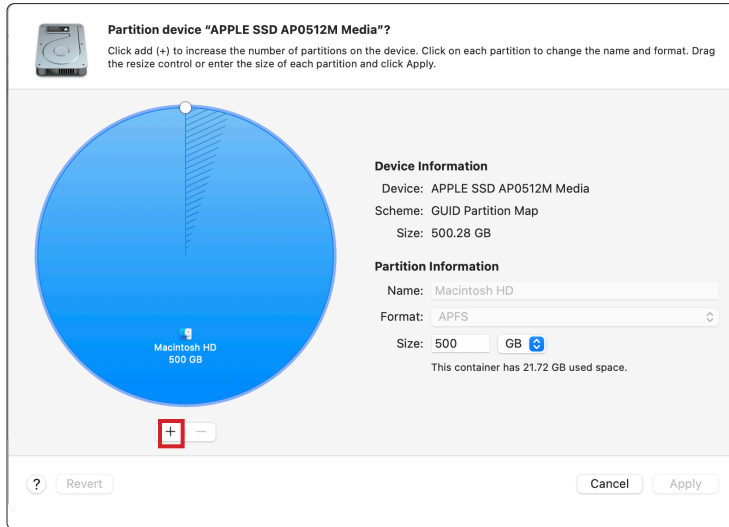 Partition device “APPLE SSD AP0512M Media”?
Click add (+) to increase the number of partitions on the device. Click on each partition to change the name and format. Drag
the resize control or enter the size of each partition and click Apply.
Macintosh HD
500 GB
+ −
Device Information
Device: APPLE SSD AP0512M Media
Scheme: GUID Partition Map
Size: 500.28 GB
Partition Information
Name: Macintosh HD
Format: APFS
Size: 500 GB
This container has 21.72 GB used space.
? Revert Cancel Apply